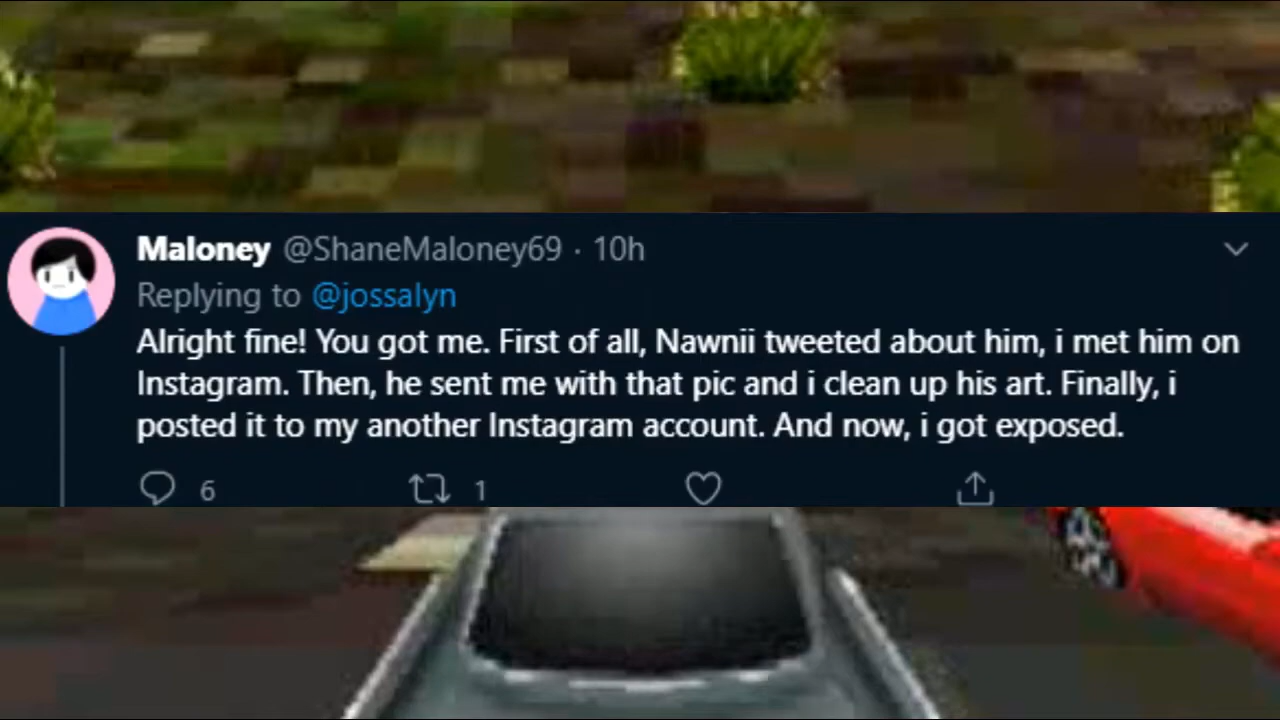 Maloney @ShaneMaloney69 · 10h
Replying to @jossalyn
Alright fine! You got me. First of all, Nawnii tweeted about him, i met him on
Instagram. Then, he sent me with that pic and i clean up his art. Finally, i
posted it to my another Instagram account. And now, i got exposed.
6 1